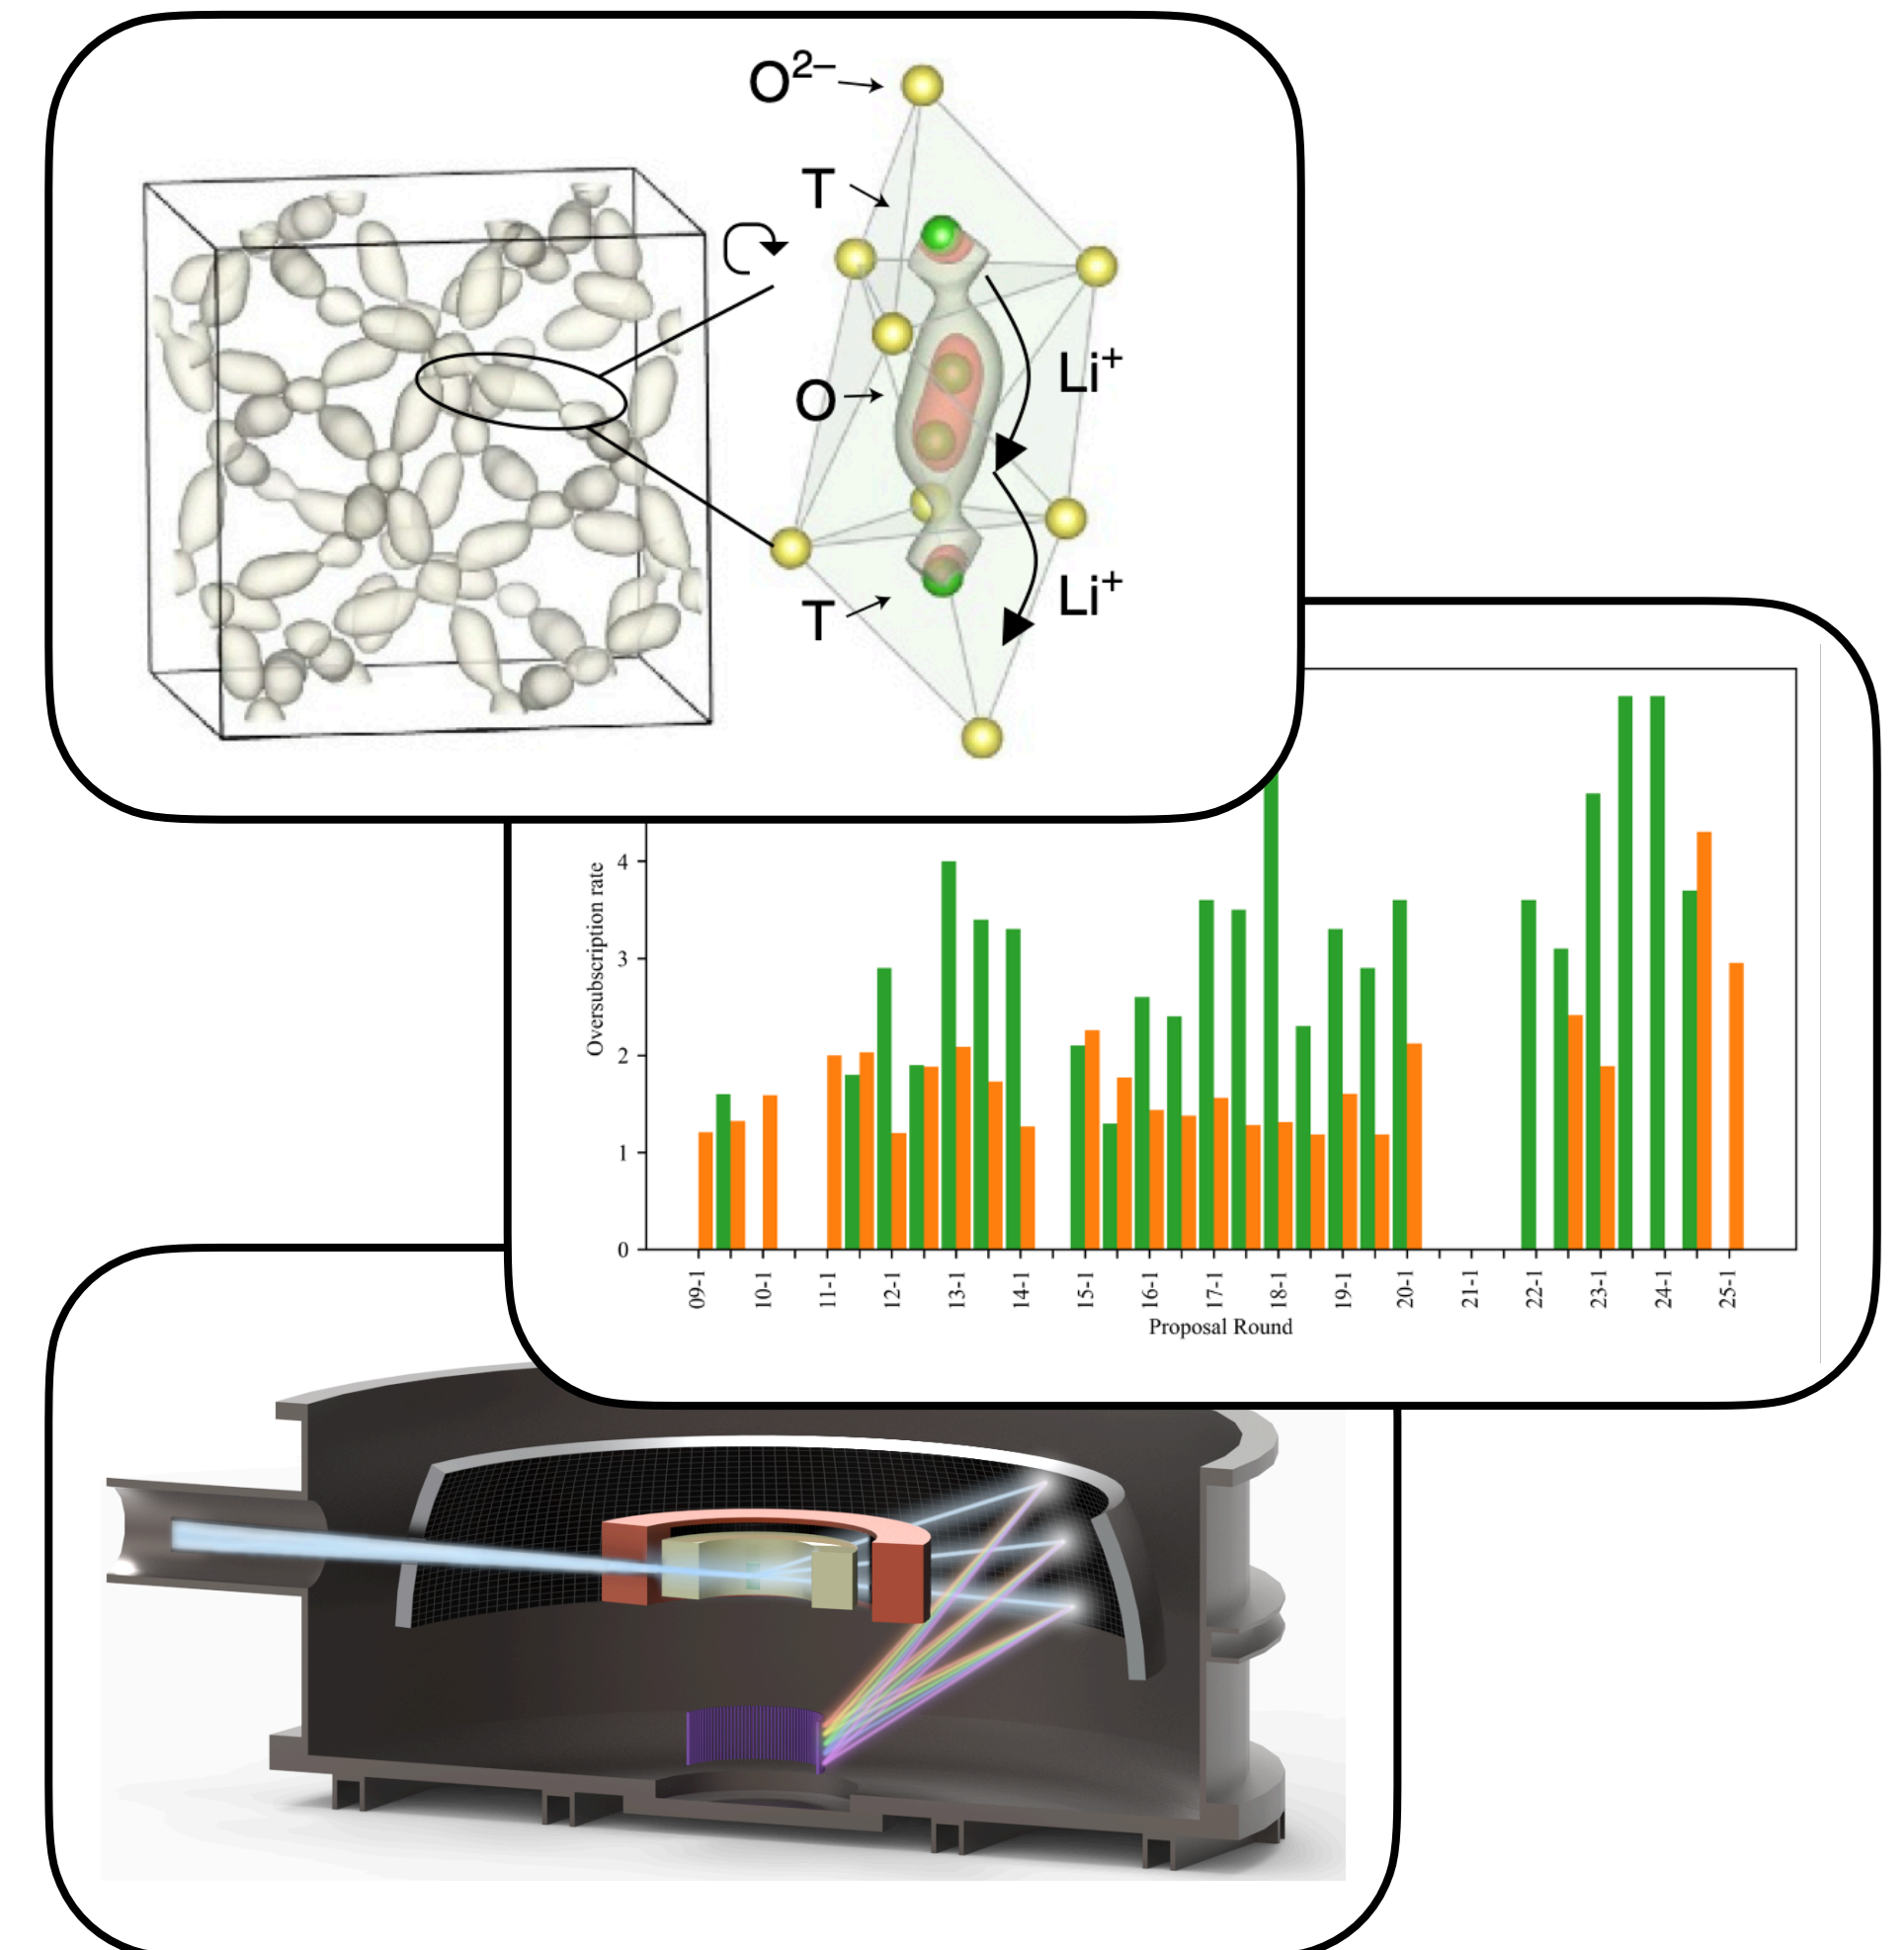 O²⁻
T
O
Li⁺
Li⁺
T
4
3
2
1
0
Oversubscription rate
09-1
10-1
11-1
12-1
13-1
14-1
15-1
16-1
17-1
18-1
19-1
20-1
21-1
22-1
23-1
24-1
25-1
Proposal Round